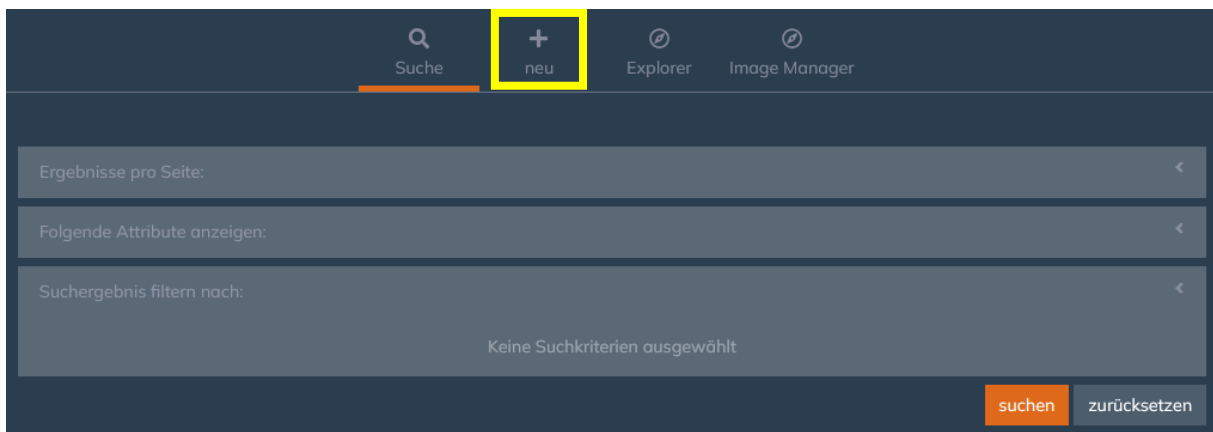 Suche neu Explorer Image Manager
Ergebnisse pro Seite:
Folgende Attribute anzeigen:
Suchergebnis filtern nach:
Keine Suchkriterien ausgewählt
suchen zurücksetzen